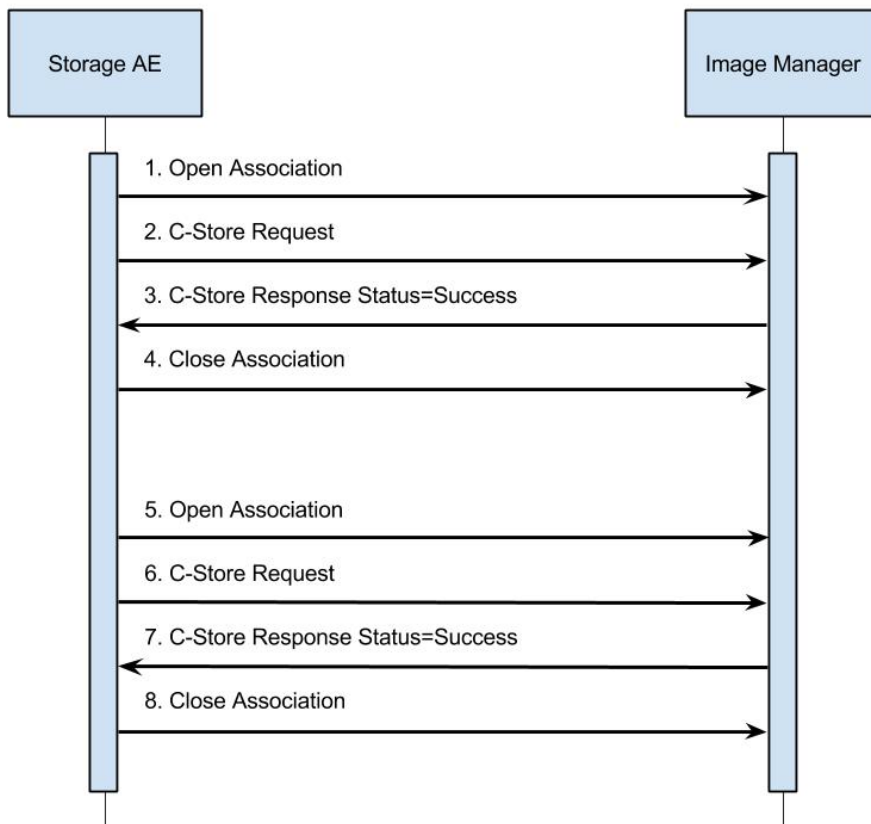 Storage AE
Image Manager
1. Open Association
2. C-Store Request
3. C-Store Response Status=Success
4. Close Association
5. Open Association
6. C-Store Request
7. C-Store Response Status=Success
8. Close Association